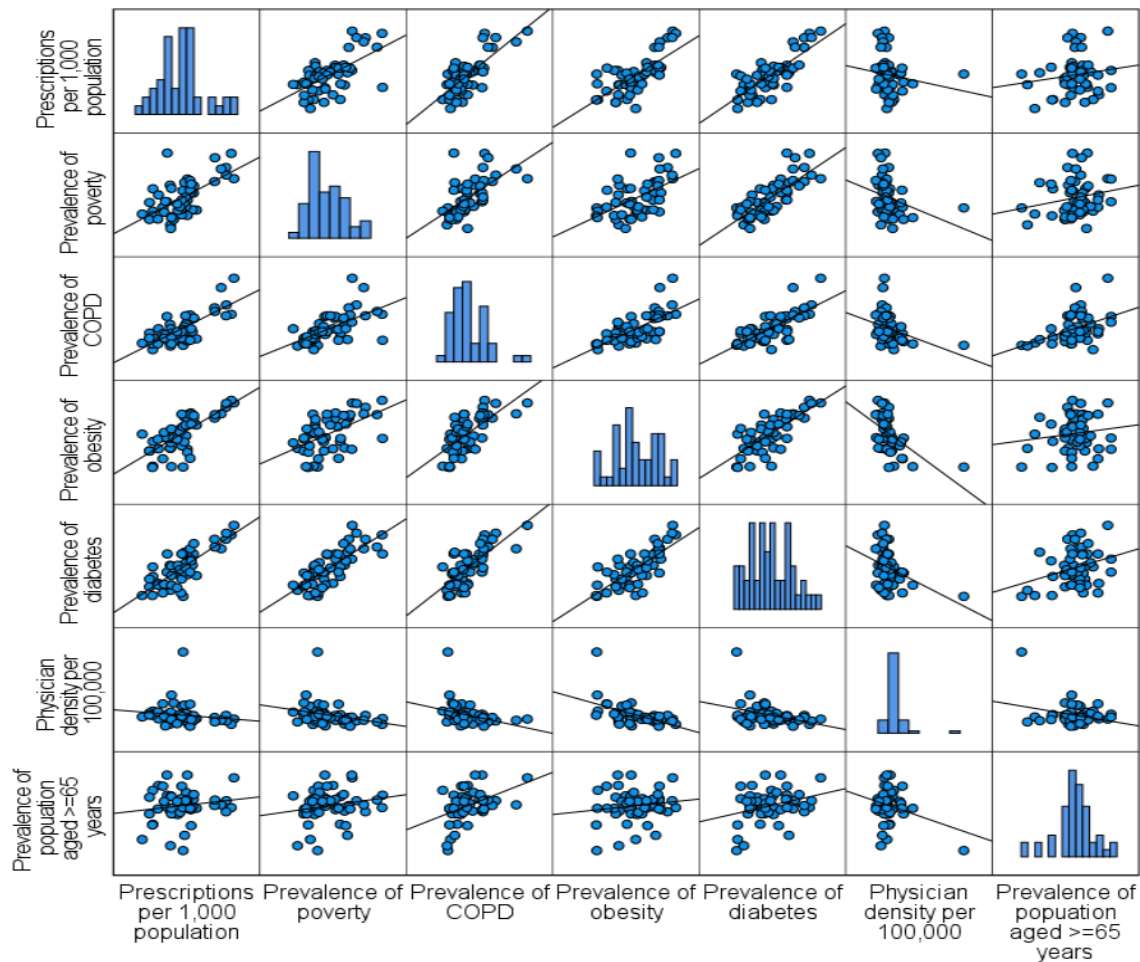 Prescriptions
per 1,000
population
Prevalence of
poverty
Prevalence of
COPD
Prevalence of
obesity
Prevalence of
diabetes
Physician
density per
100,000
Prevalence of
population
aged >=65
years
Prescriptions
per 1,000
population
Prevalence of
poverty
Prevalence of
COPD
Prevalence of
obesity
Prevalence of
diabetes
Physician
density per
100,000
Prevalence of
population
aged >=65
years